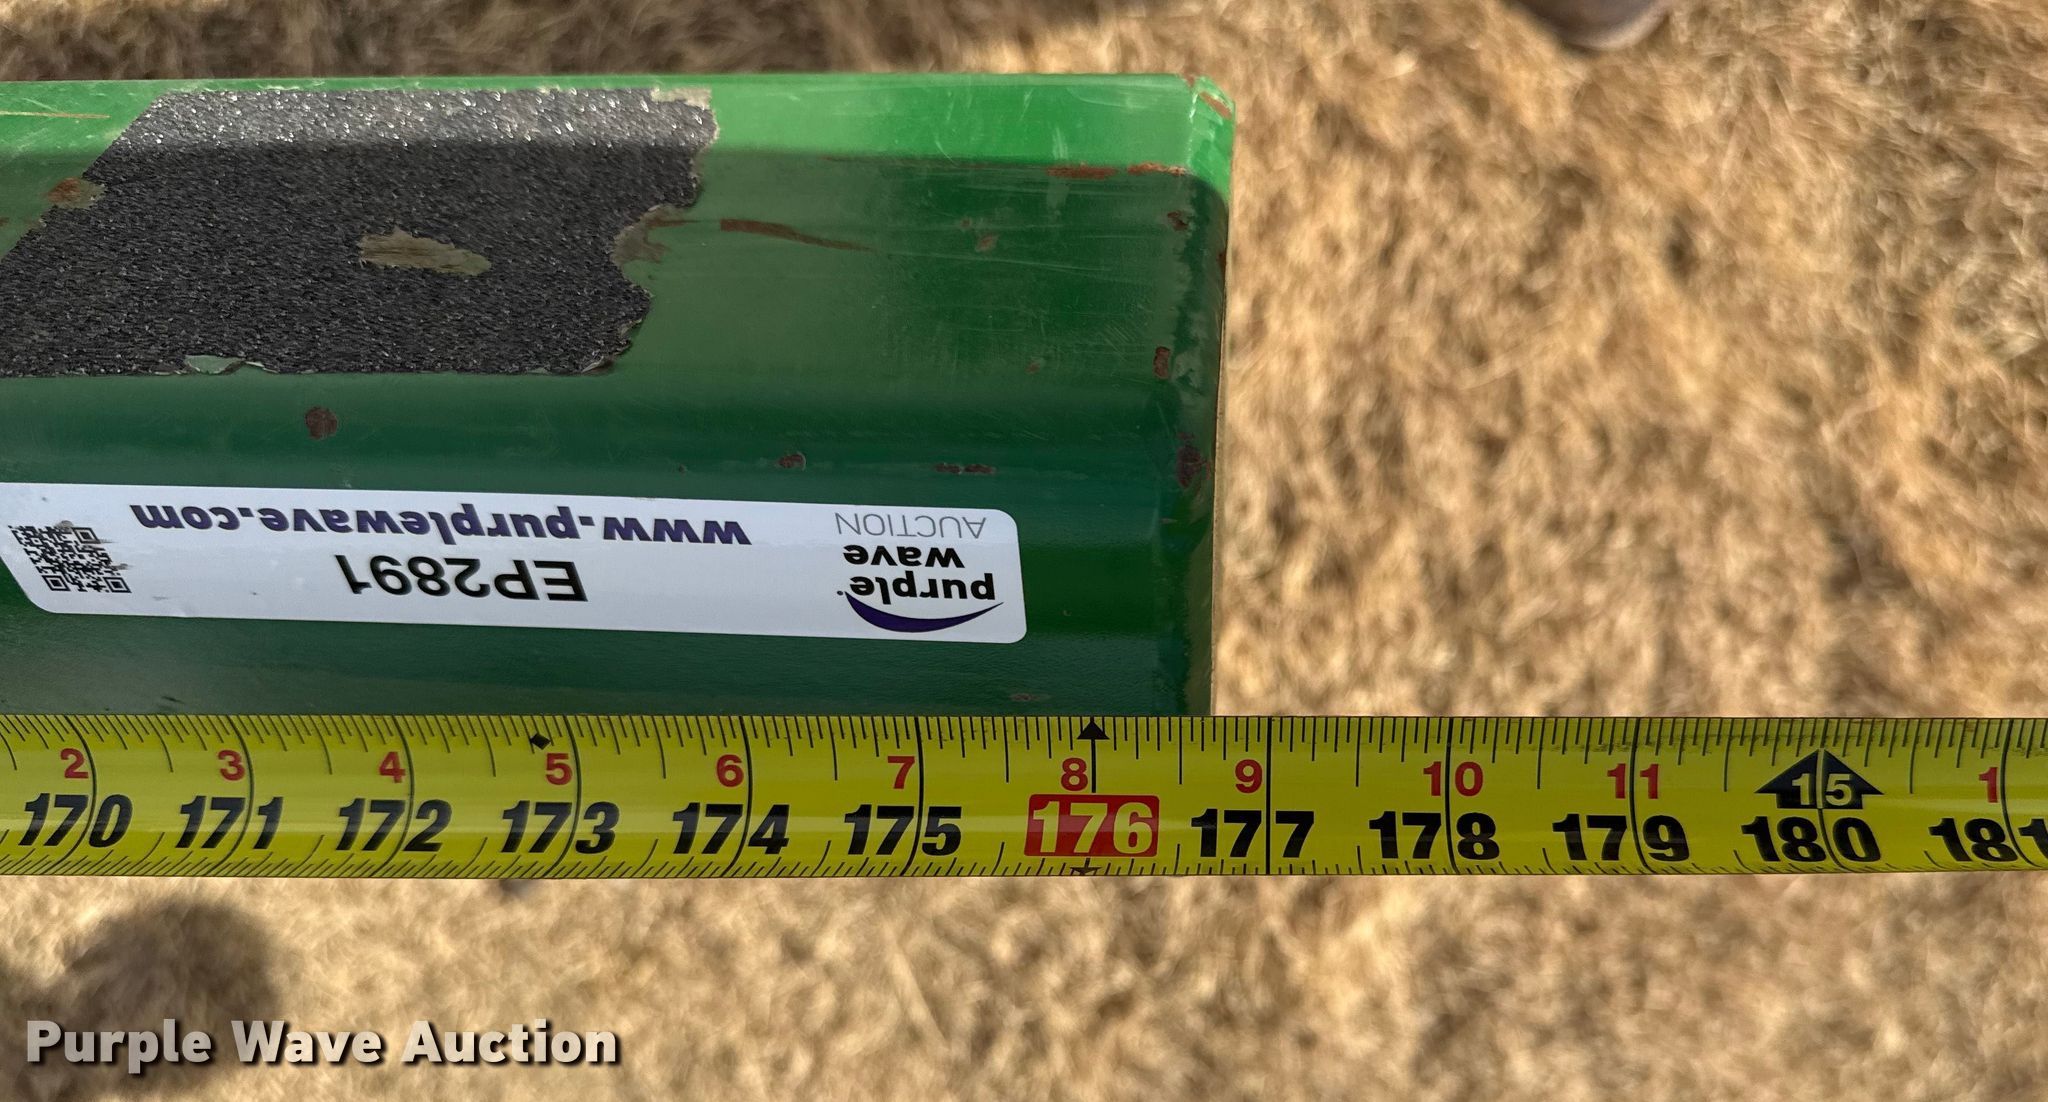 purple
wave
AUCTION
EP2891
www.purplewave.com
2 3 4 5 6 7 8 9 10 11 15 1
170 171 172 173 174 175 176 177 178 179 180 181
Purple Wave Auction